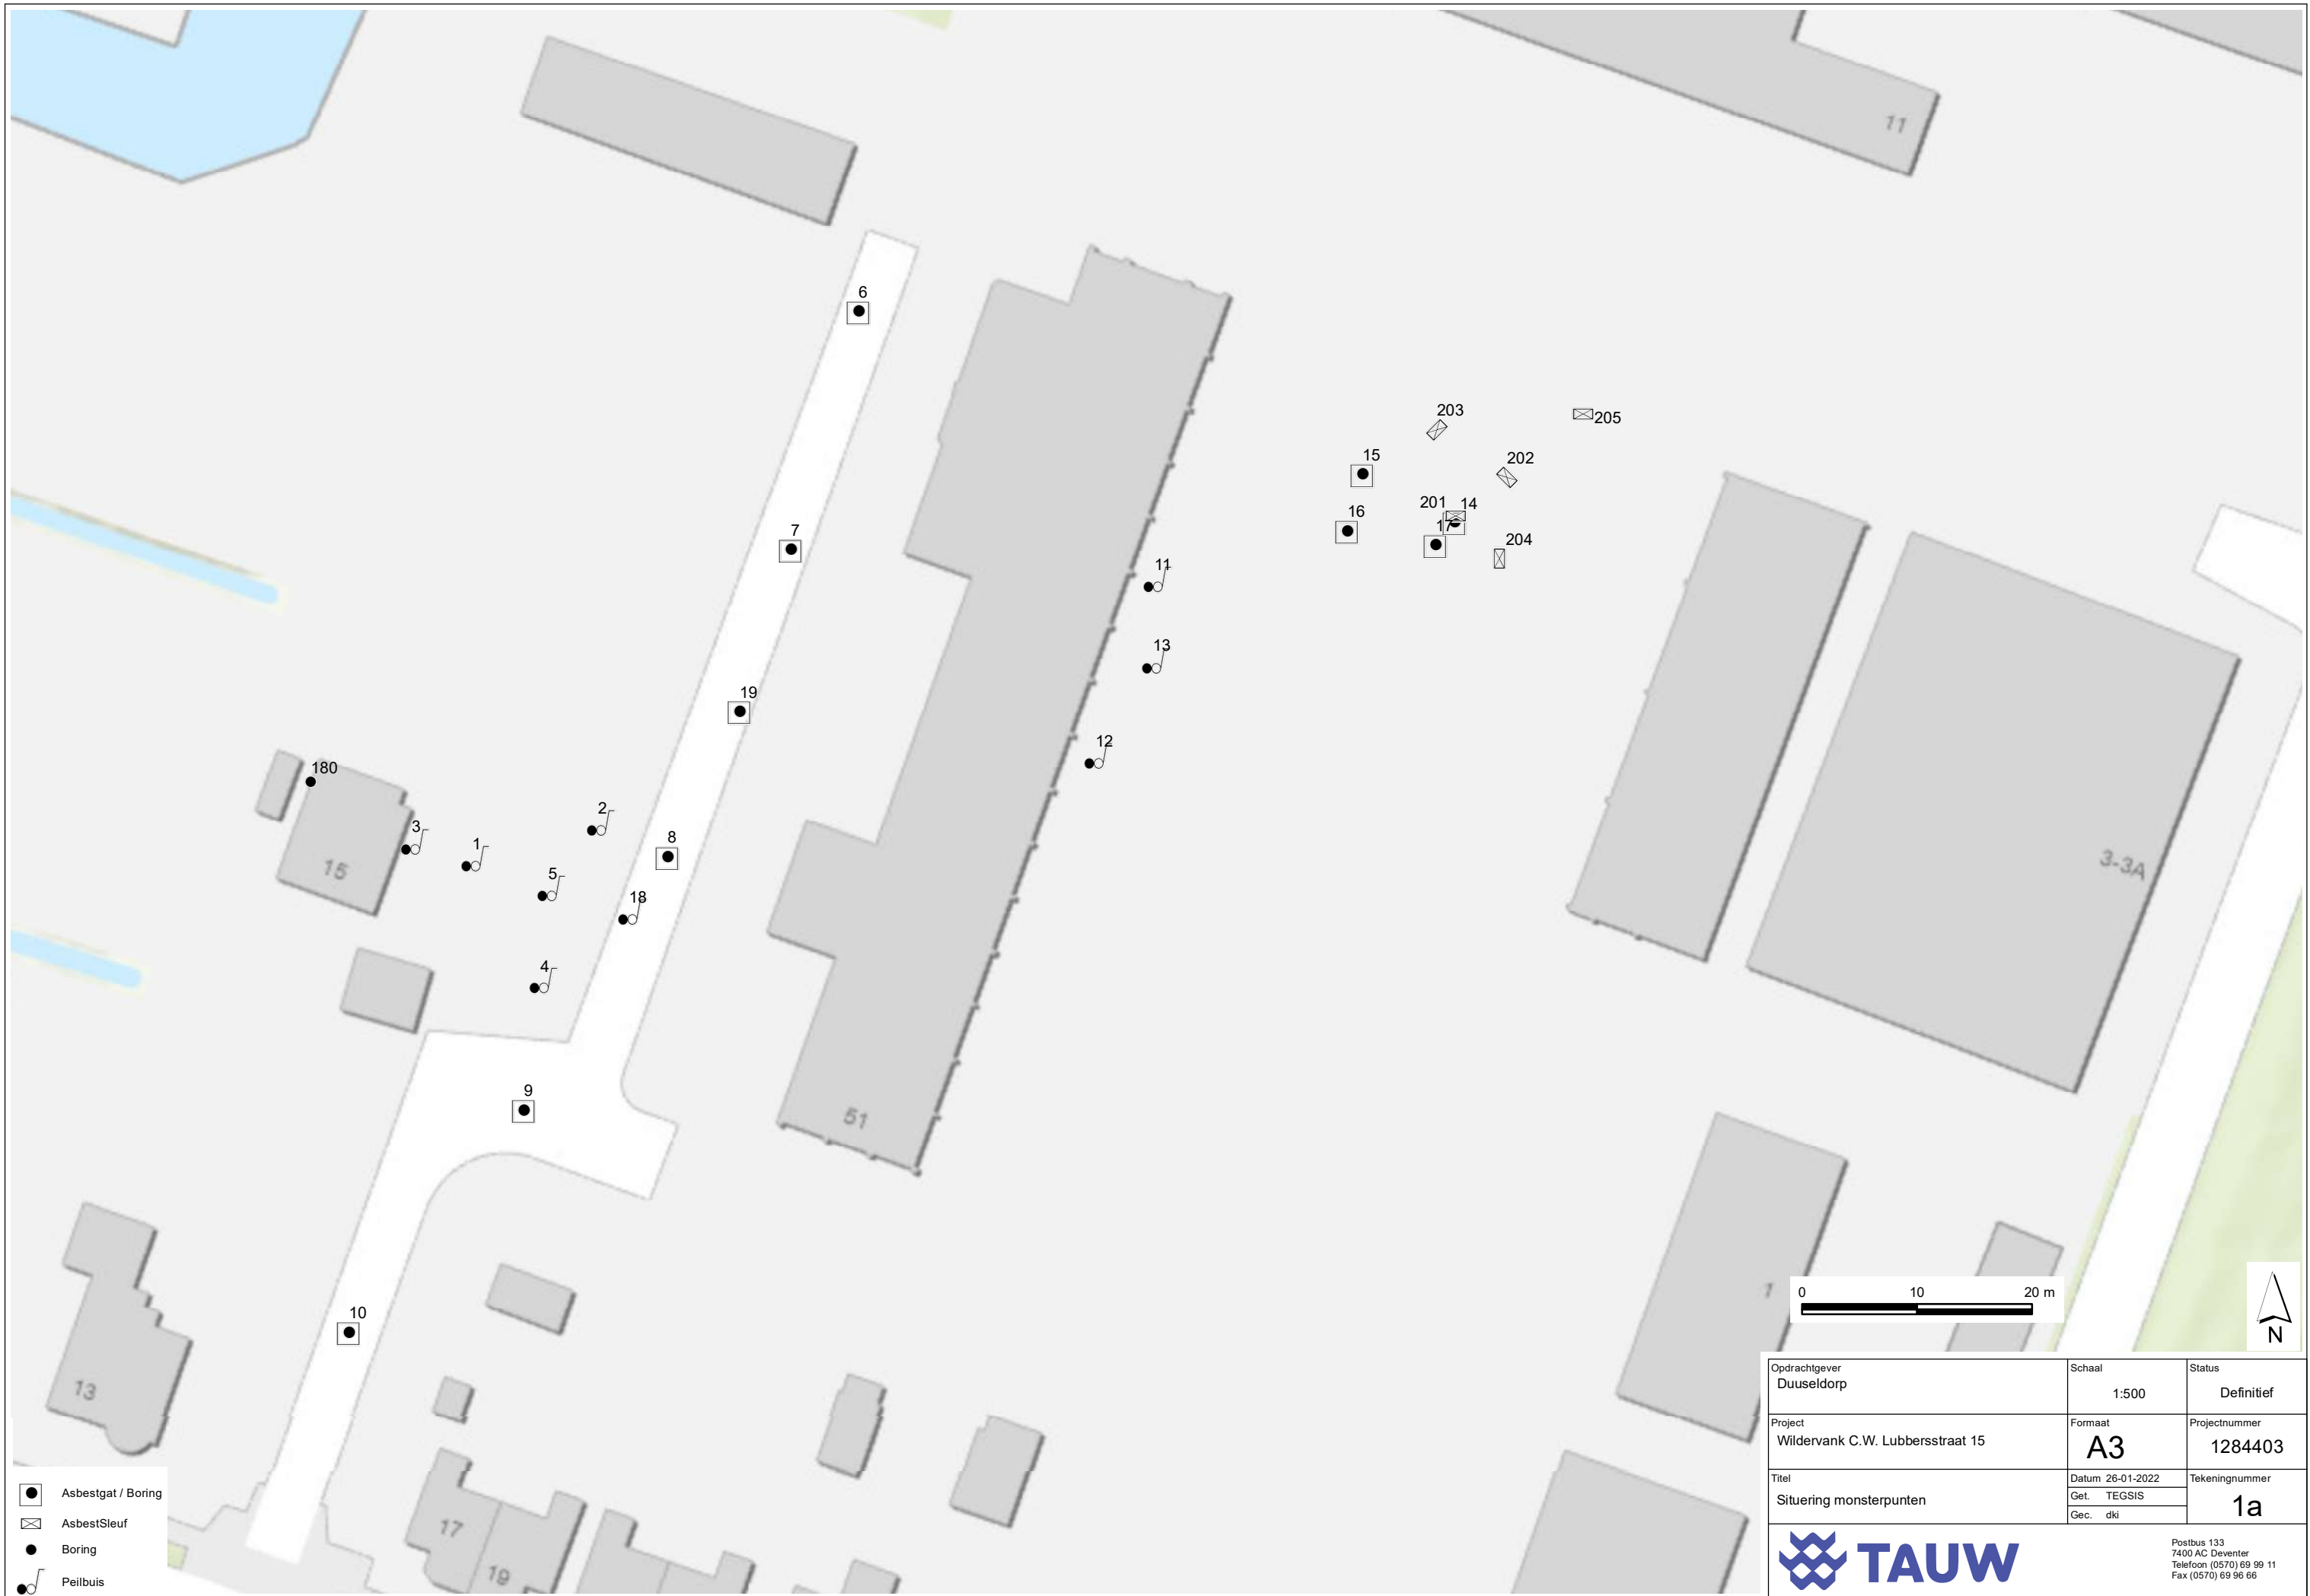 11
6
203
205
15
202
201
14
16
17
204
7
11
13
19
12
180
2
3
1
8
15
5
18
3-3A
4
9
51
1
0 10 20 m
10
N
13
17
19
Asbestgat / Boring
AsbestSleuf
Boring
Peilbuis
Opdrachtgever
Duuseldorp
Schaal
1:500
Status
Definitief
Project
Wildervank C.W. Lubbersstraat 15
Formaat
A3
Projectnummer
1284403
Titel
Situering monsterpunten
Datum 26-01-2022
Get. TEGSIS
Gec. dki
Tekeningnummer
1a
TAUW
Postbus 133
7400 AC Deventer
Telefoon (0570) 69 99 11
Fax (0570) 69 96 66